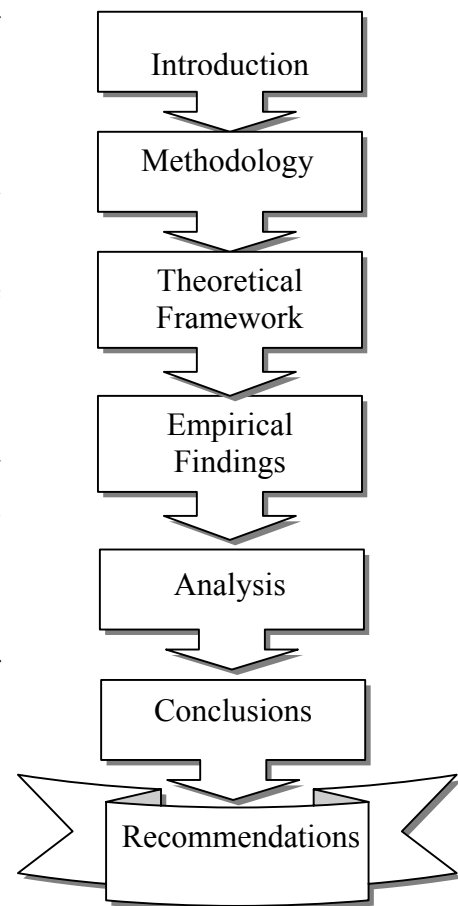 Introduction
Methodology
Theoretical
Framework
Empirical
Findings
Analysis
Conclusions
Recommendations